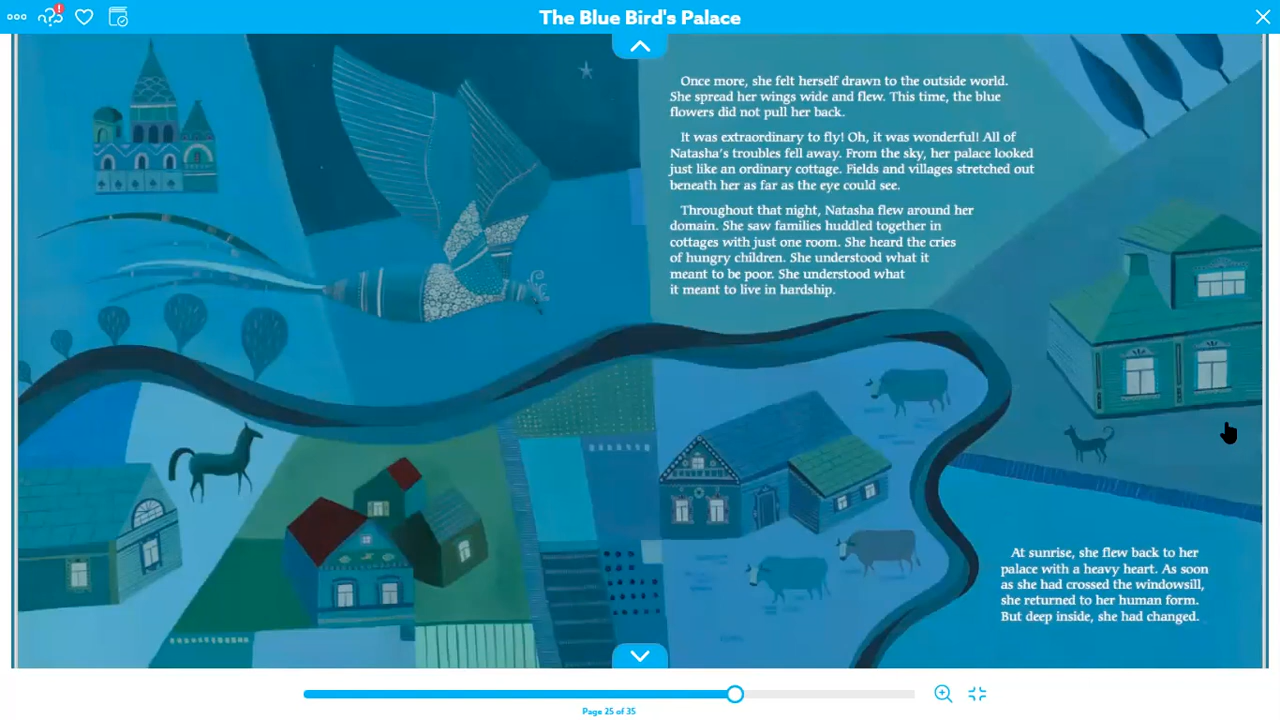 The Blue Bird's Palace
Once more, she felt herself drawn to the outside world.
She spread her wings wide and flew. This time, the blue
flowers did not pull her back.
It was extraordinary to fly! Oh, it was wonderful! All of
Natasha's troubles fell away. From the sky, her palace looked
just like an ordinary cottage. Fields and villages stretched out
beneath her as far as the eye could see.
Throughout that night, Natasha flew around her
domain. She saw families huddled together in
cottages with just one room. She heard the cries
of hungry children. She understood what it
meant to be poor. She understood what
it meant to live in hardship.
At sunrise, she flew back to her
palace with a heavy heart. As soon
as she had crossed the windowsill,
she returned to her human form.
But deep inside, she had changed.
Page 25 of 35